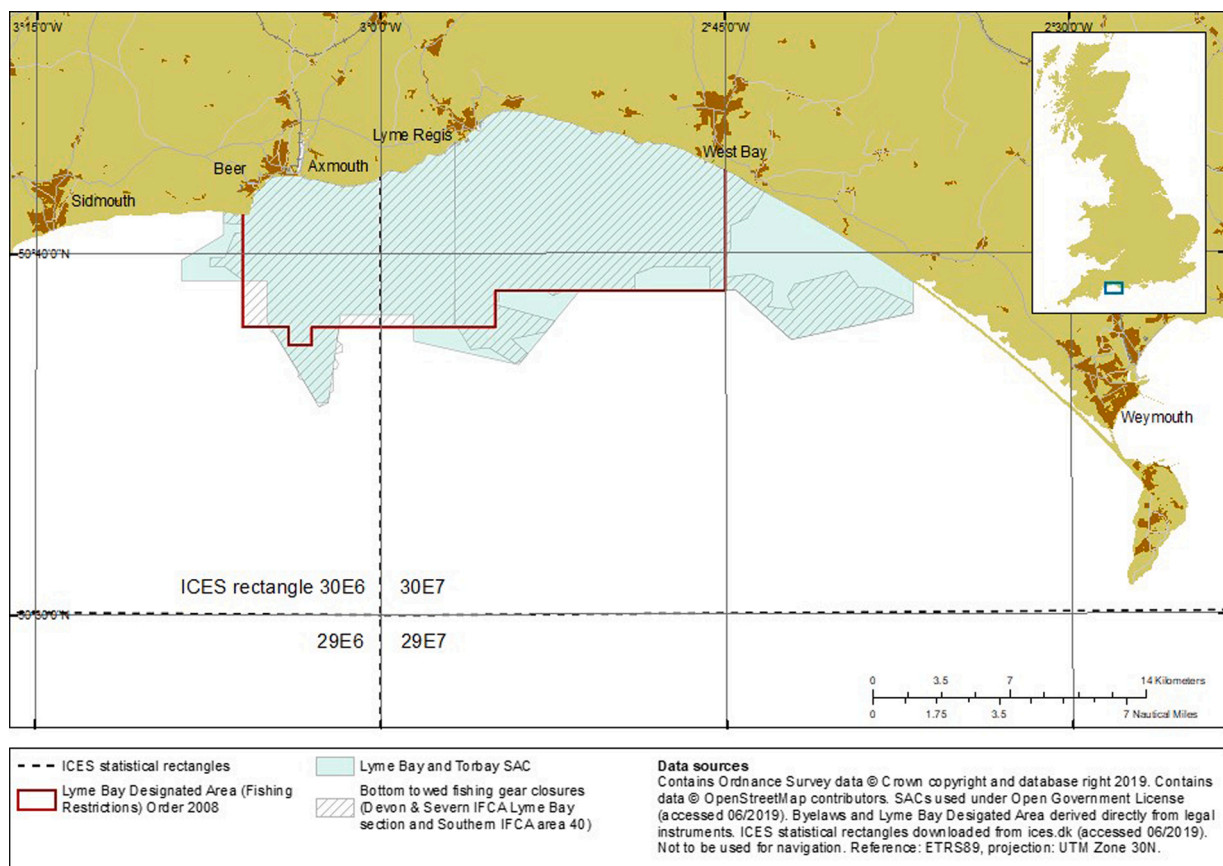 3°15'0"W
3°0'0"W
2°45'0"W
2°30'0"W
Lyme Regis
West Bay
Beer
Axmouth
Sidmouth
50°40'0"N
Weymouth
ICES rectangle 30E6
30E7
50°30'0"N
29E6
29E7
0 3.5 7 14 Kilometers
0 1.75 3.5 7 Nautical Miles
ICES statistical rectangles
Lyme Bay Designated Area (Fishing
Restrictions) Order 2008
Lyme Bay and Torbay SAC
Bottom towed fishing gear closures
(Devon & Severn IFCA Lyme Bay
section and Southern IFCA area 40)
Data sources
Contains Ordnance Survey data © Crown copyright and database right 2019. Contains
data © OpenStreetMap contributors. SACs used under Open Government License
(accessed 06/2019). Byelaws and Lyme Bay Desigated Area derived directly from legal
instruments. ICES statistical rectangles downloaded from ices.dk (accessed 06/2019).
Not to be used for navigation. Reference: ETRS89, projection: UTM Zone 30N.